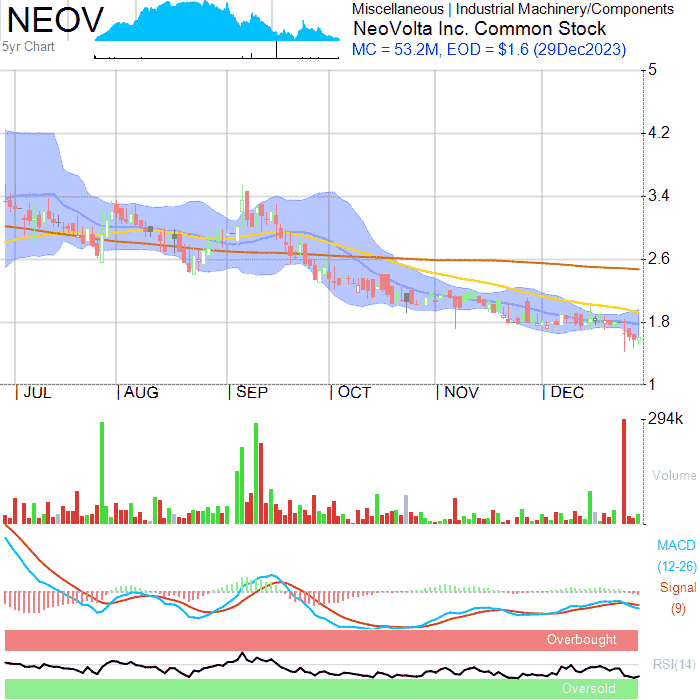 NEOV
5yr Chart
Miscellaneous | Industrial Machinery/Components
NeoVolta Inc. Common Stock
MC = 53.2M, EOD = $1.6 (29Dec2023)
5
4.2
3.4
2.6
1.8
1
JUL AUG SEP OCT NOV DEC
294k
Volume
MACD
(12-26)
Signal
(9)
Overbought
RSI(14)
Oversold